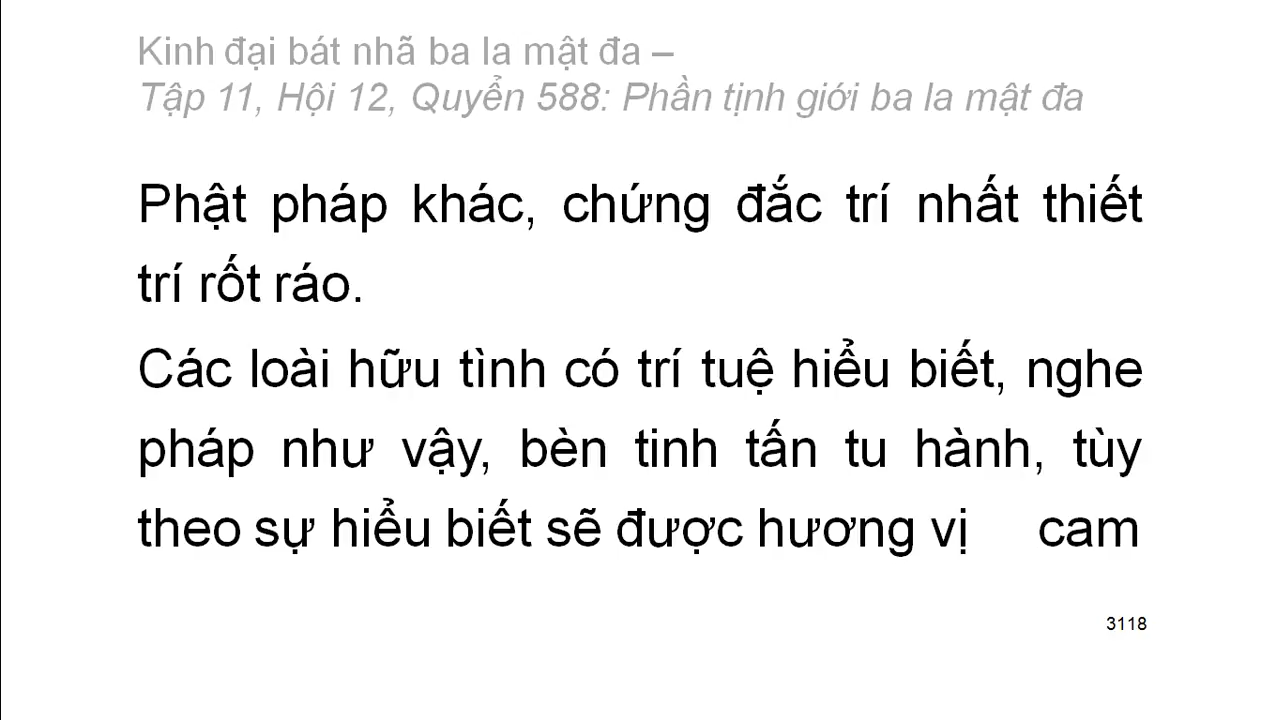 Kinh đại bát nhã ba la mật đa –
Tập 11, Hội 12, Quyển 588: Phần tịnh giới ba la mật đa
Phật pháp khác, chứng đắc trí nhất thiết
trí rốt ráo.
Các loài hữu tình có trí tuệ hiểu biết, nghe
pháp như vậy, bèn tinh tấn tu hành, tùy
theo sự hiểu biết sẽ được hương vị cam
3118